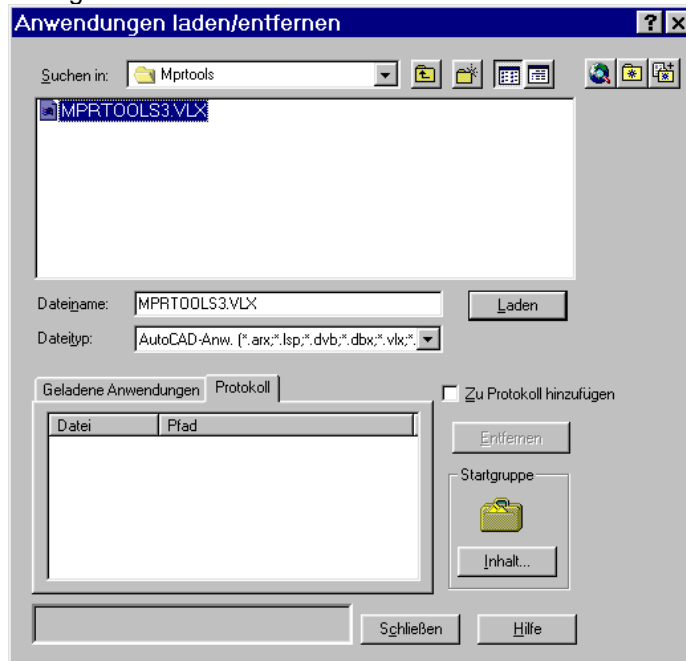 Anwendungen laden/entfernen
Suchen in: Mprtools
MPRTOOLS3.VLX
Dateiname: MPRTOOLS3.VLX Laden
Dateityp: AutoCAD-Anw. (*.arx;*.lsp;*.dvb;*.dbx;*.vlx;*.
Geladene Anwendungen Protokoll Zu Protokoll hinzufügen
Datei Pfad
Entfernen
Startgruppe
Inhalt...
Schließen Hilfe